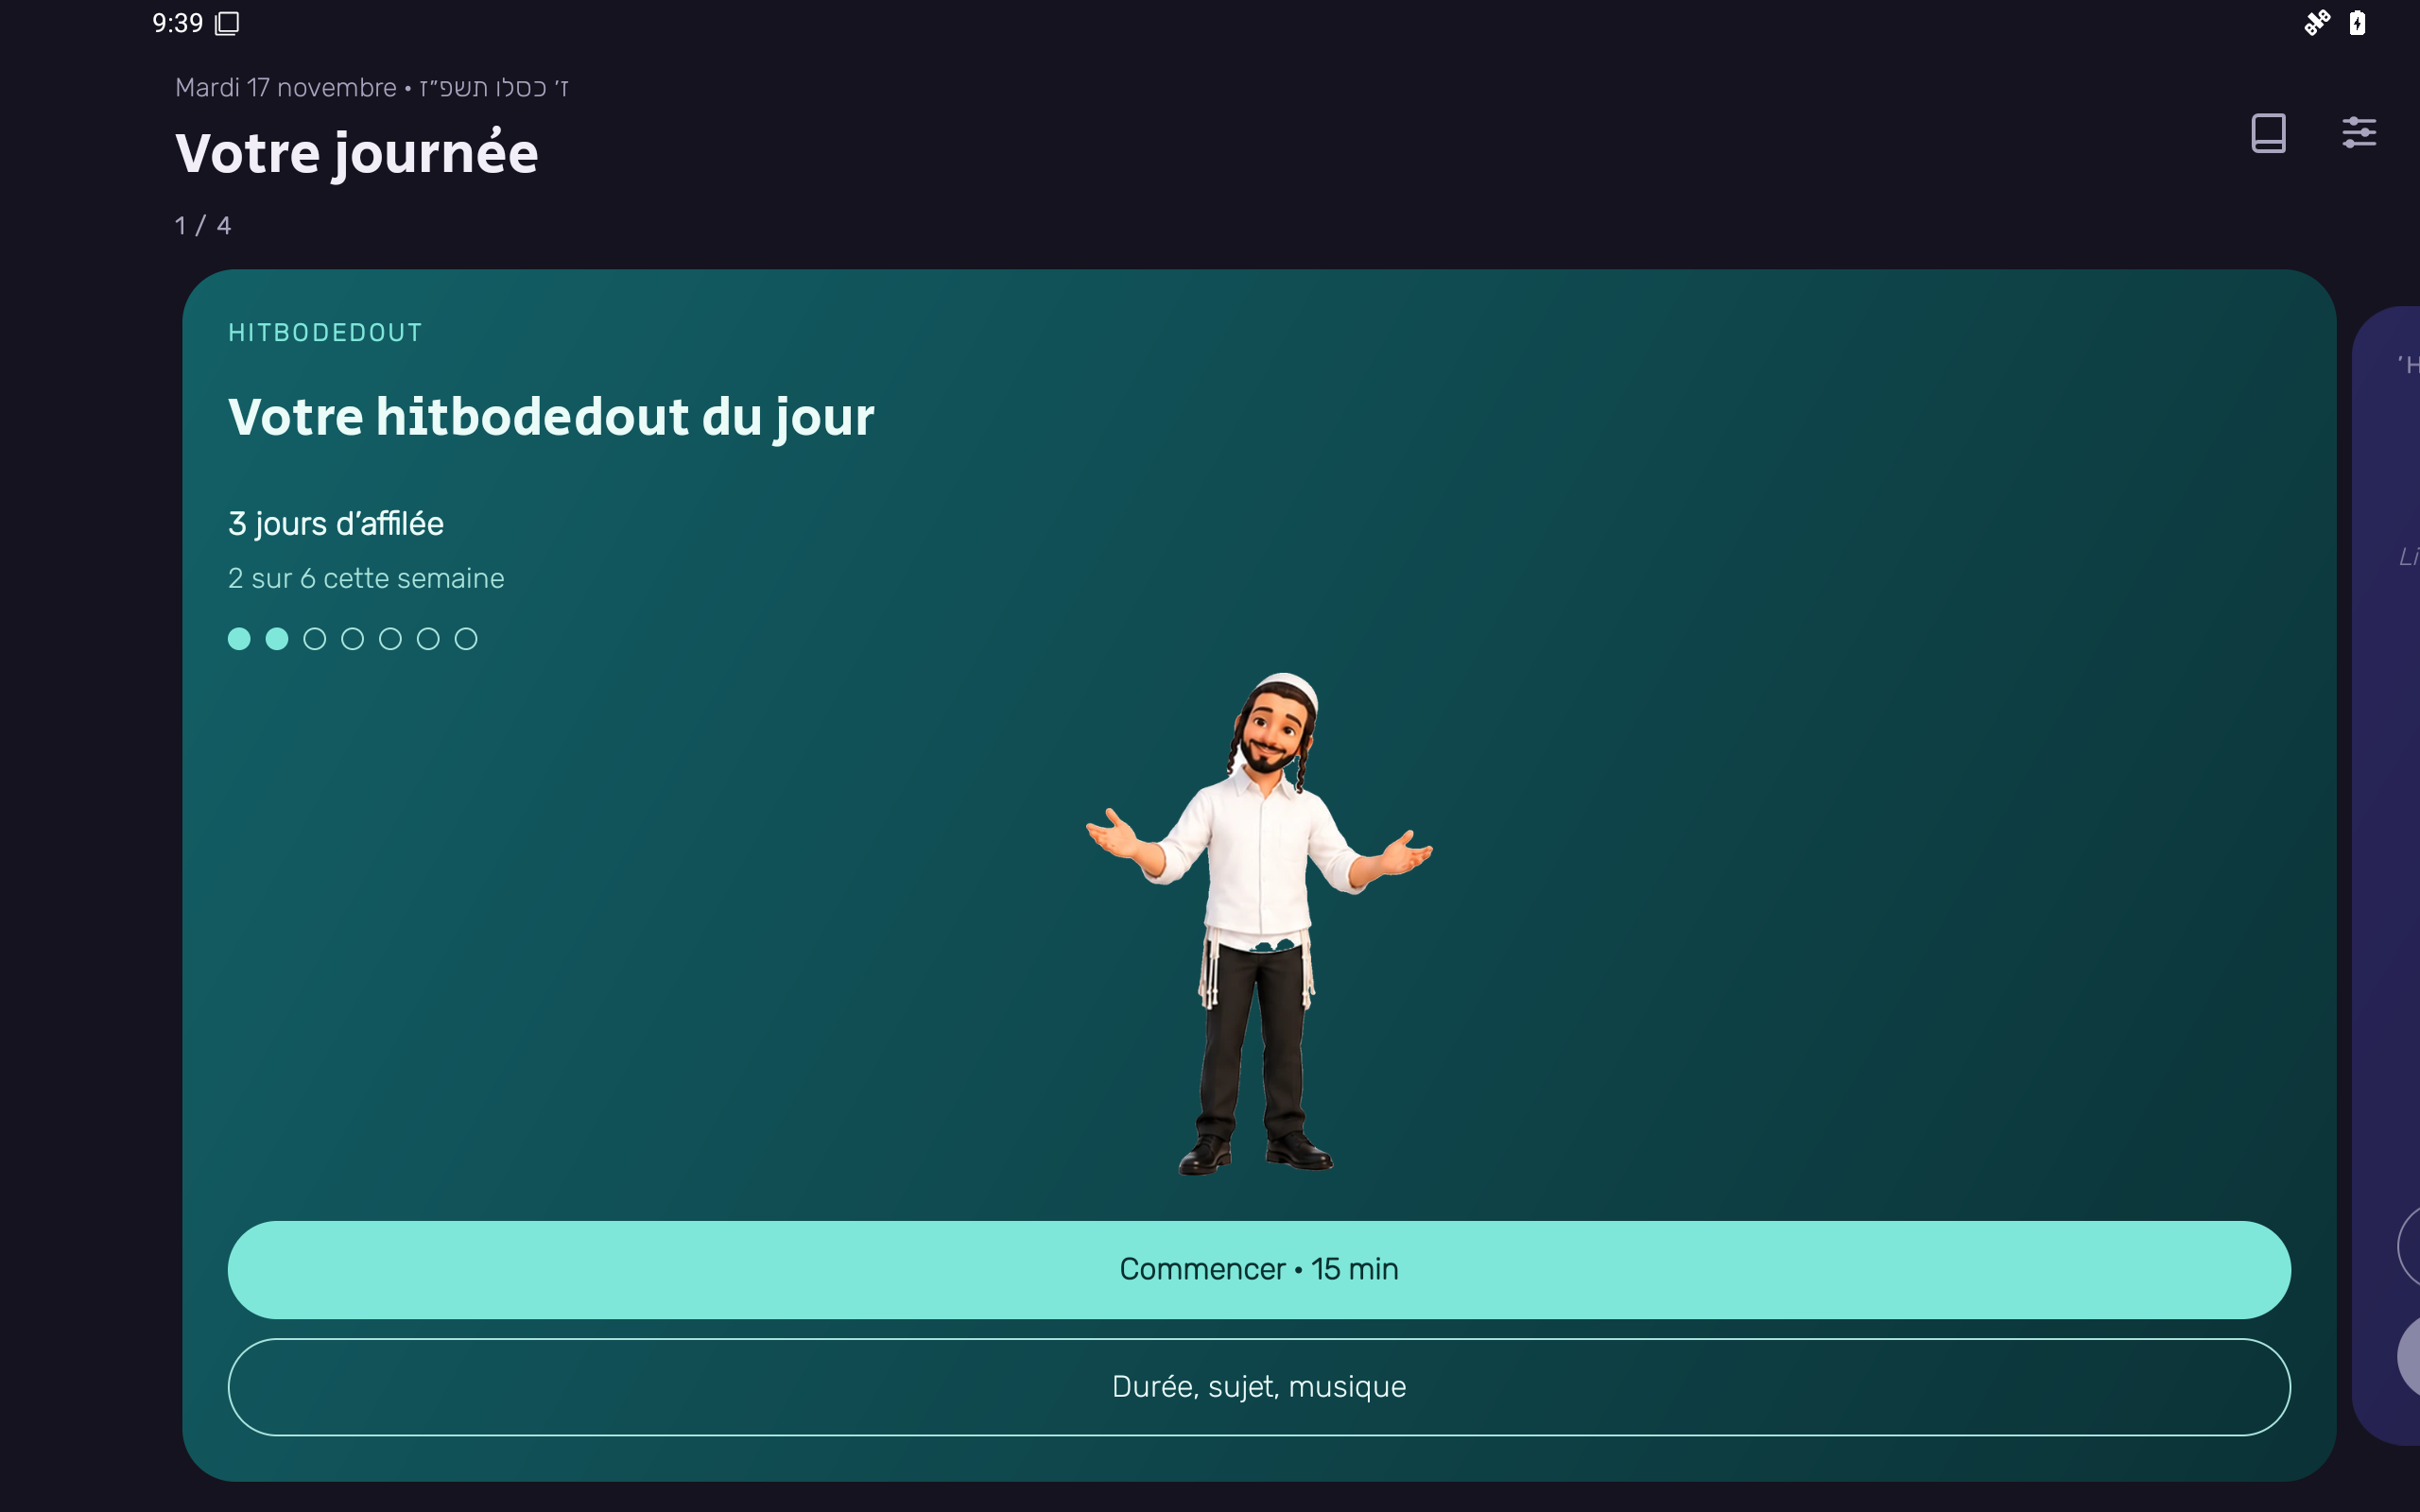 9:39
Mardi 17 novembre • ז׳ כסלו תשפ״ז
Votre journée
1 / 4
HITBODEDOUT
Votre hitbodedout du jour
3 jours d’affilée
2 sur 6 cette semaine
Commencer • 15 min
Durée, sujet, musique